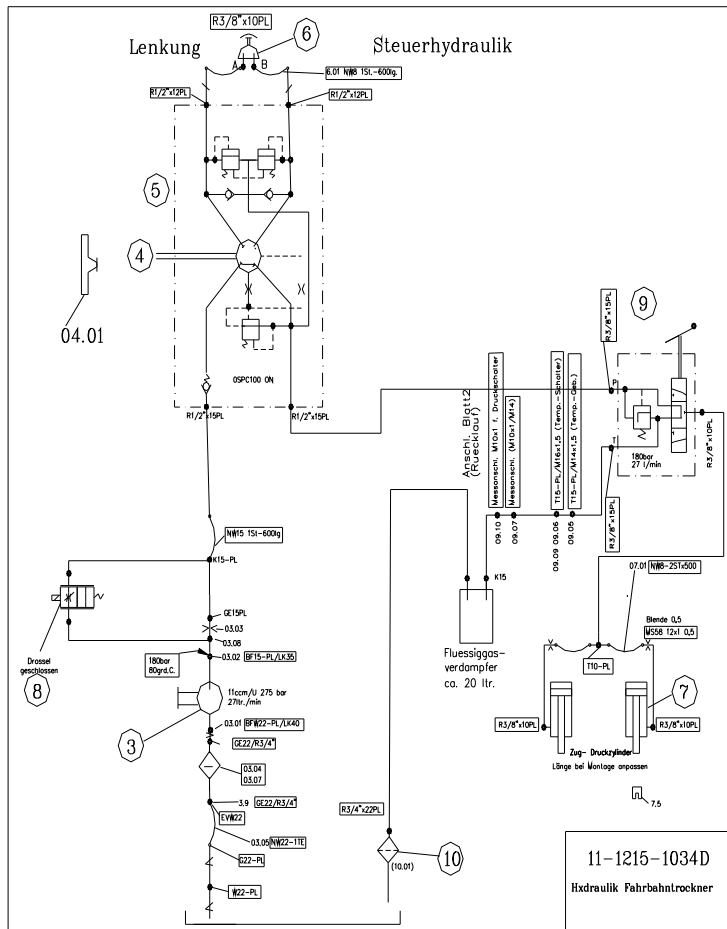 R3/8"x10PL
6
Lenkung
Steuerhydraulik
A
B
6.01 NW8 1St.-600lg.
R1/2"x12PL
R1/2"x12PL
5
4
04.01
OSPC100 ON
R1/2"x15PL
R1/2"x15PL
9
R3/8"x15PL
P
T
180bar
27 l/min
R3/8"x10PL
R3/8"x15PL
Anschl. Blatt2
(Ruecklauf)
Messanschl. M10x1 f. Druckschalter
Messanschl. (M10x1/M14)
T15-PL/M16x1,5 (Temp.-Schalter)
T15-PL/M14x1,5 (Temp.-Geb.)
09.10
09.07
09.09 09.06
09.05
NW15 1St-600lg
K15-PL
K15
GE15PL
03.03
03.08
03.02 BF15-PL/LK35
180bar
80grd.C.
Drossel
geschlossen
8
11ccm/U 275 bar
27ltr./min
3
03.01 BFW22-PL/LK40
GE22/R3/4"
03.04
03.07
3.9 GE22/R3/4"
EVW22
03.05 NW22-1TE
G22-PL
W22-PL
Fluessiggas-
verdampfer
ca. 20 ltr.
R3/4"x22PL
10
(10.01)
07.01 NW8-2STx500
Blende 0,5
MS58 12x1 0,5
T10-PL
7
R3/8"x10PL
R3/8"x10PL
Zug- Druckzylinder
Länge bei Montage anpassen
7.5
11-1215-1034D
Hxdraulik Fahrbahntrockner